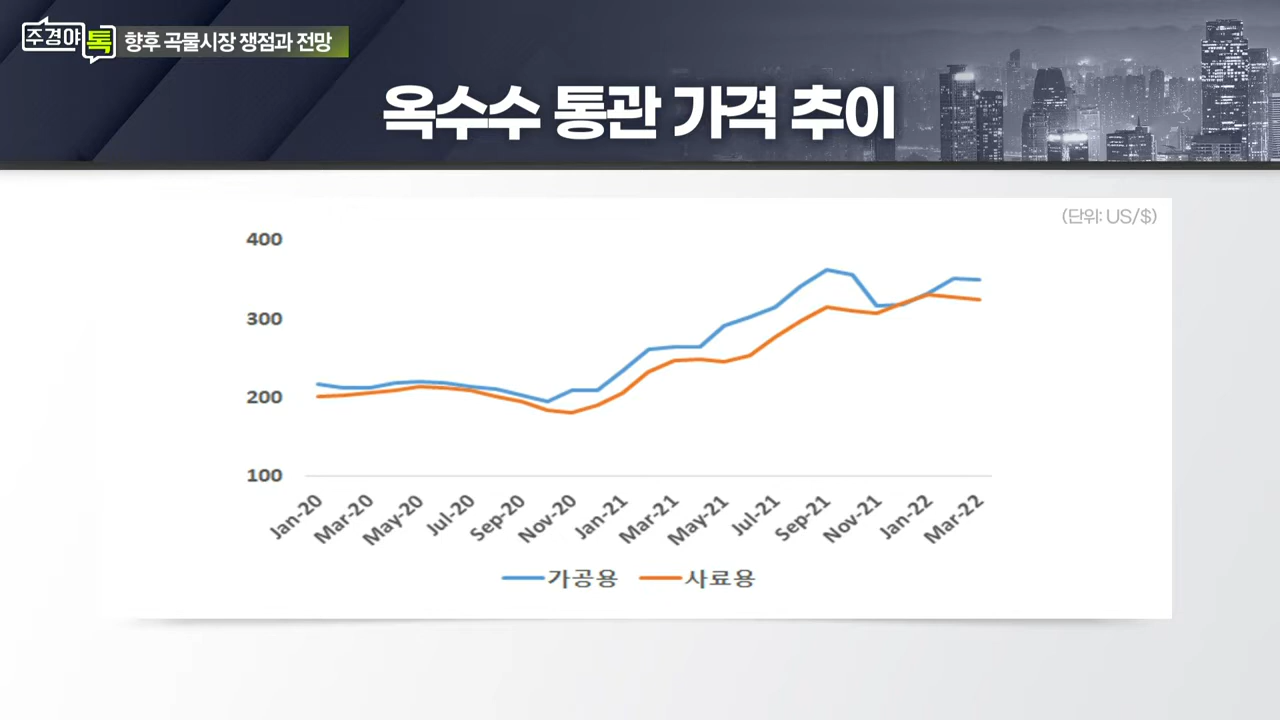 주경야톡 향후 곡물시장 쟁점과 전망
옥수수 통관 가격 추이
(단위: US/$)
400
300
200
100
Jan-20 Mar-20 May-20 Jul-20 Sep-20 Nov-20 Jan-21 Mar-21 May-21 Jul-21 Sep-21 Nov-21 Jan-22 Mar-22
가공용 사료용